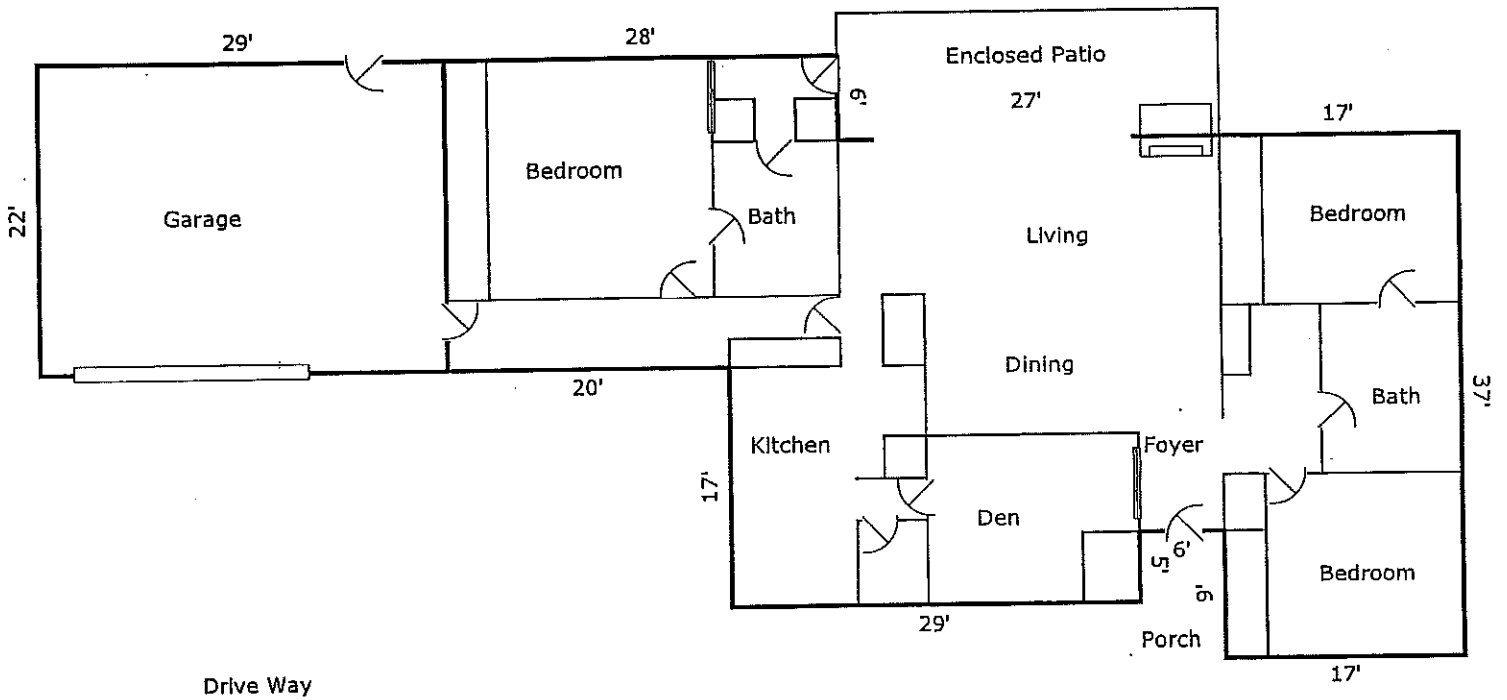 29'
28'
Enclosed Patio
27'
6'
17'
22'
Garage
Bedroom
Bath
Living
Bedroom
Dining
20'
Kitchen
Foyer
Bath
37'
17'
Den
5'
6'
9'
Bedroom
29'
Porch
17'
Drive Way